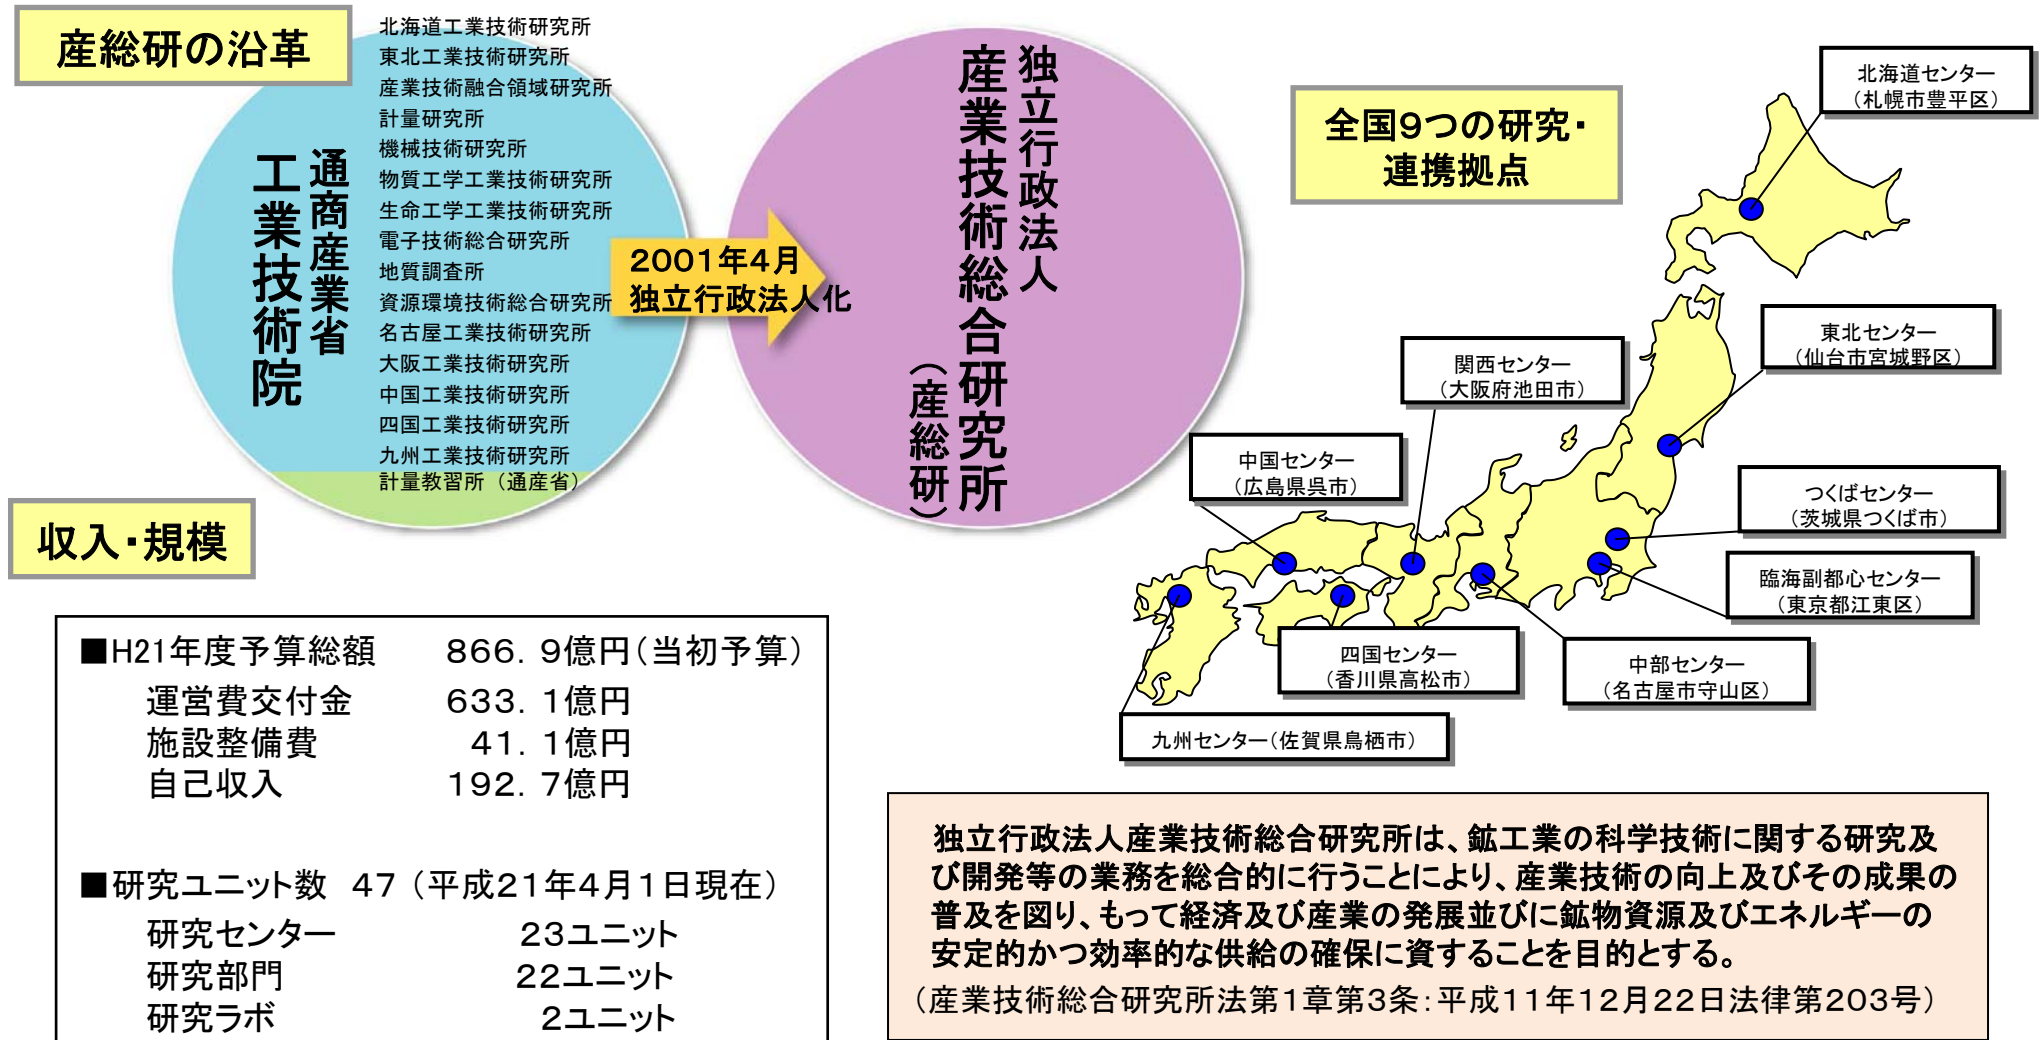 産総研の沿革
北海道工業技術研究所
東北工業技術研究所
産業技術融合領域研究所
計量研究所
機械技術研究所
物質工学工業技術研究所
生命工学工業技術研究所
電子技術総合研究所
地質調査所
資源環境技術総合研究所
名古屋工業技術研究所
大阪工業技術研究所
中国工業技術研究所
四国工業技術研究所
九州工業技術研究所
計量教習所（通産省）
通商産業省
工業技術院
2001年4月
独立行政法人化
独立行政法人
産業技術総合研究所
（産総研）
全国9つの研究・
連携拠点
北海道センター
（札幌市豊平区）
東北センター
（仙台市宮城野区）
関西センター
（大阪府池田市）
中国センター
（広島県呉市）
つくばセンター
（茨城県つくば市）
臨海副都心センター
（東京都江東区）
四国センター
（香川県高松市）
中部センター
（名古屋市守山区）
九州センター（佐賀県鳥栖市）
収入・規模
■H21年度予算総額　866．9億円（当初予算）
運営費交付金　633．1億円
施設整備費　41．1億円
自己収入　192．7億円
■研究ユニット数　47（平成21年4月1日現在）
研究センター　23ユニット
研究部門　22ユニット
研究ラボ　2ユニット
独立行政法人産業技術総合研究所は、鉱工業の科学技術に関する研究及
び開発等の業務を総合的に行うことにより、産業技術の向上及びその成果の
普及を図り、もって経済及び産業の発展並びに鉱物資源及びエネルギーの
安定的かつ効率的な供給の確保に資することを目的とする。
（産業技術総合研究所法第1章第3条：平成11年12月22日法律第203号）